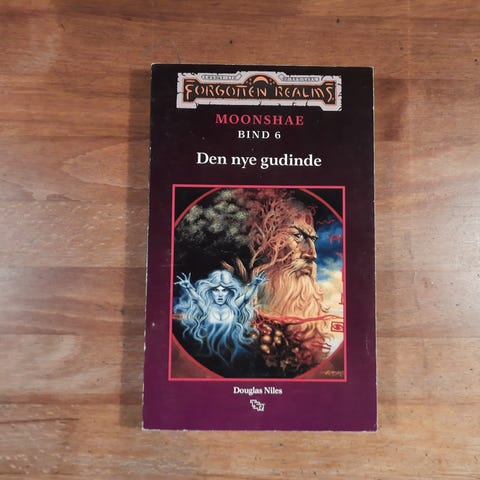 FORGOTTEN REALMS
MOONSHAE
BIND 6
Den nye gudinde
Douglas Niles